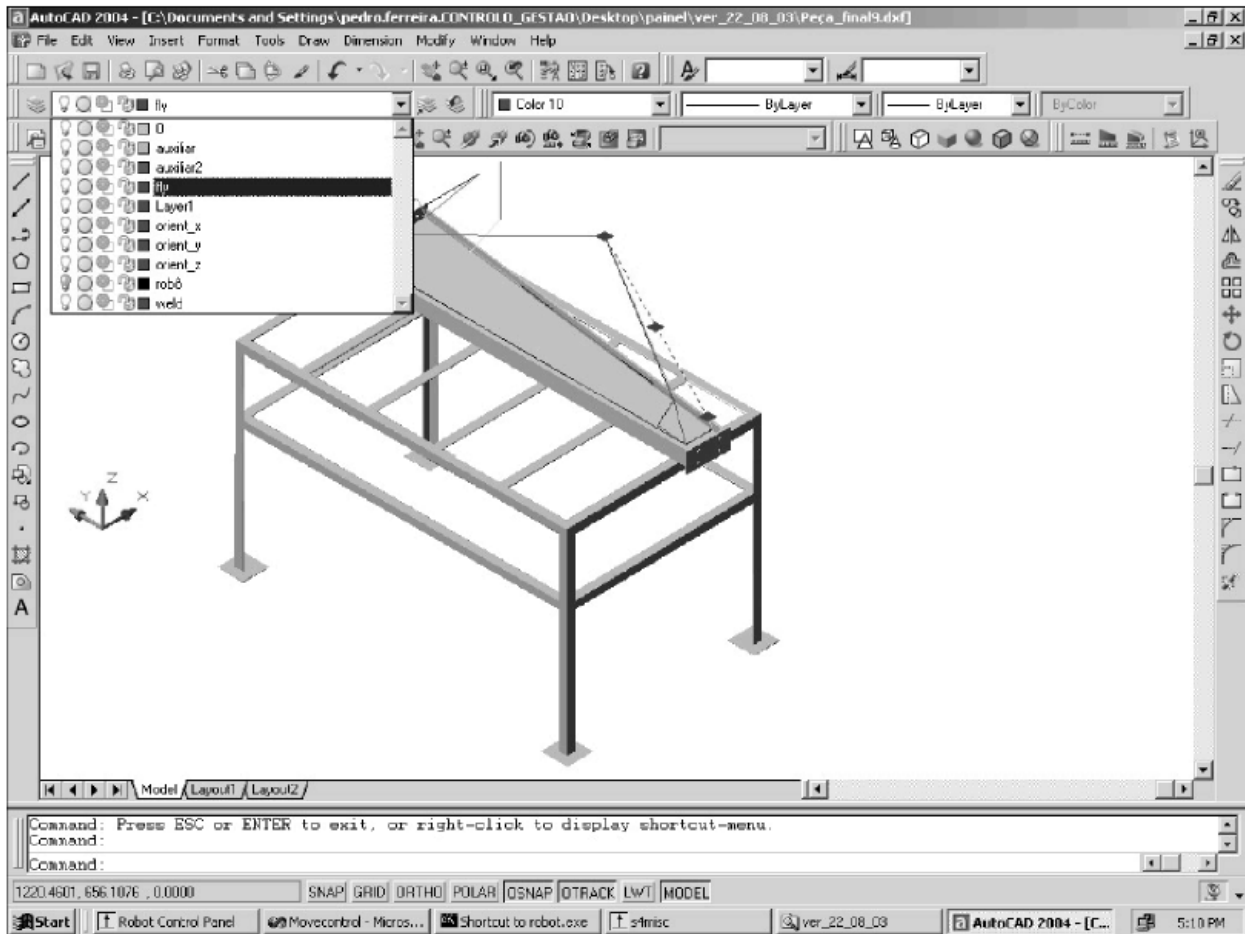 AutoCAD 2004 - [C:\Documents and Settings\pedro.ferreira.CONTROLO_GESTAO\Desktop\painel\ver_22_08_03\Peça_final9.dxf]
File Edit View Insert Format Tools Draw Dimension Modify Window Help
fly Color 10 ByLayer ByLayer ByColor
0
auxiliar
auxiliar2
fly
Layer1
orient_x
orient_y
orient_z
robô
weld
Z
Y X
Model Layout1 Layout2
Command: Press ESC or ENTER to exit, or right-click to display shortcut-menu.
Command:
Command:
1220.4601, 656.1076 , 0.0000 SNAP GRID ORTHO POLAR OSNAP OTRACK LWT MODEL
Start Robot Control Panel Movecontrol - Micros... Shortcut to robot.exe s4misc ver_22_08_03 AutoCAD 2004 - [C... 5:10 PM